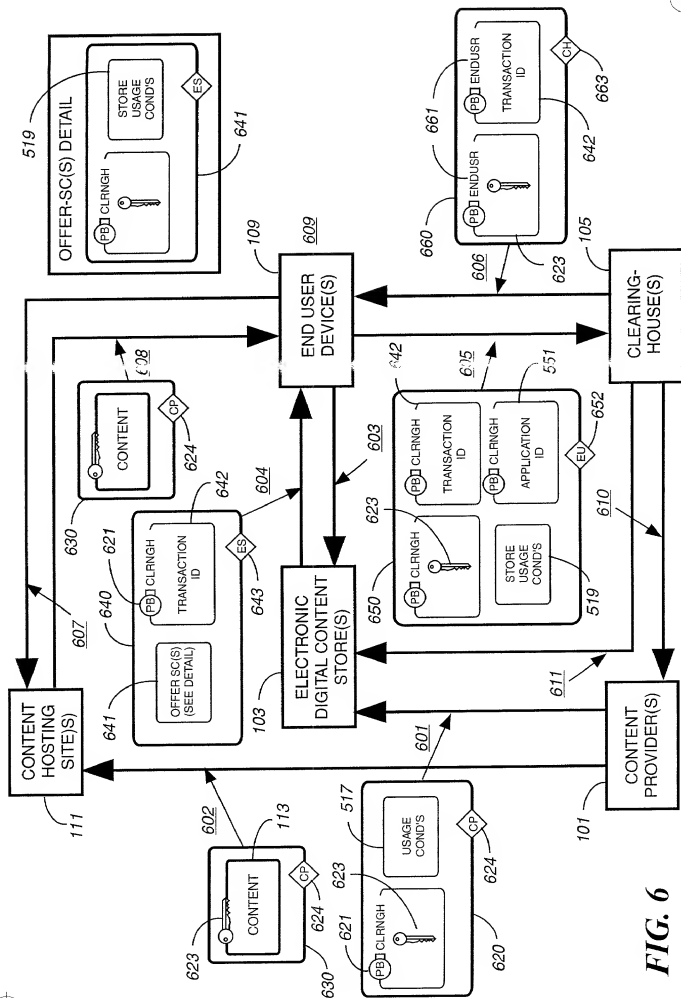 OFFER-SC(S) DETAIL
519
PB CLRNGH
STORE
USAGE
COND'S
ES
641
661
PB ENDUSR
PB ENDUSR
TRANSACTION
ID
CH
663
660
606
623
642
109
609
END USER
DEVICE(S)
105
CLEARING-
HOUSE(S)
608
CONTENT
CP
624
630
604
642
621
PB CLRNGH
TRANSACTION
ID
640
OFFER SC(S)
(SEE DETAIL)
641
ES
643
607
603
605
642
551
PB CLRNGH
TRANSACTION
ID
PB CLRNGH
APPLICATION
ID
EU
652
623
PB CLRNGH
650
STORE
USAGE
COND'S
519
610
611
ELECTRONIC
DIGITAL CONTENT
STORE(S)
103
CONTENT
HOSTING
SITE(S)
111
601
CONTENT
PROVIDER(S)
101
602
113
CONTENT
623
CP
624
630
517
USAGE
COND'S
623
PB CLRNGH
621
CP
624
620
FIG. 6